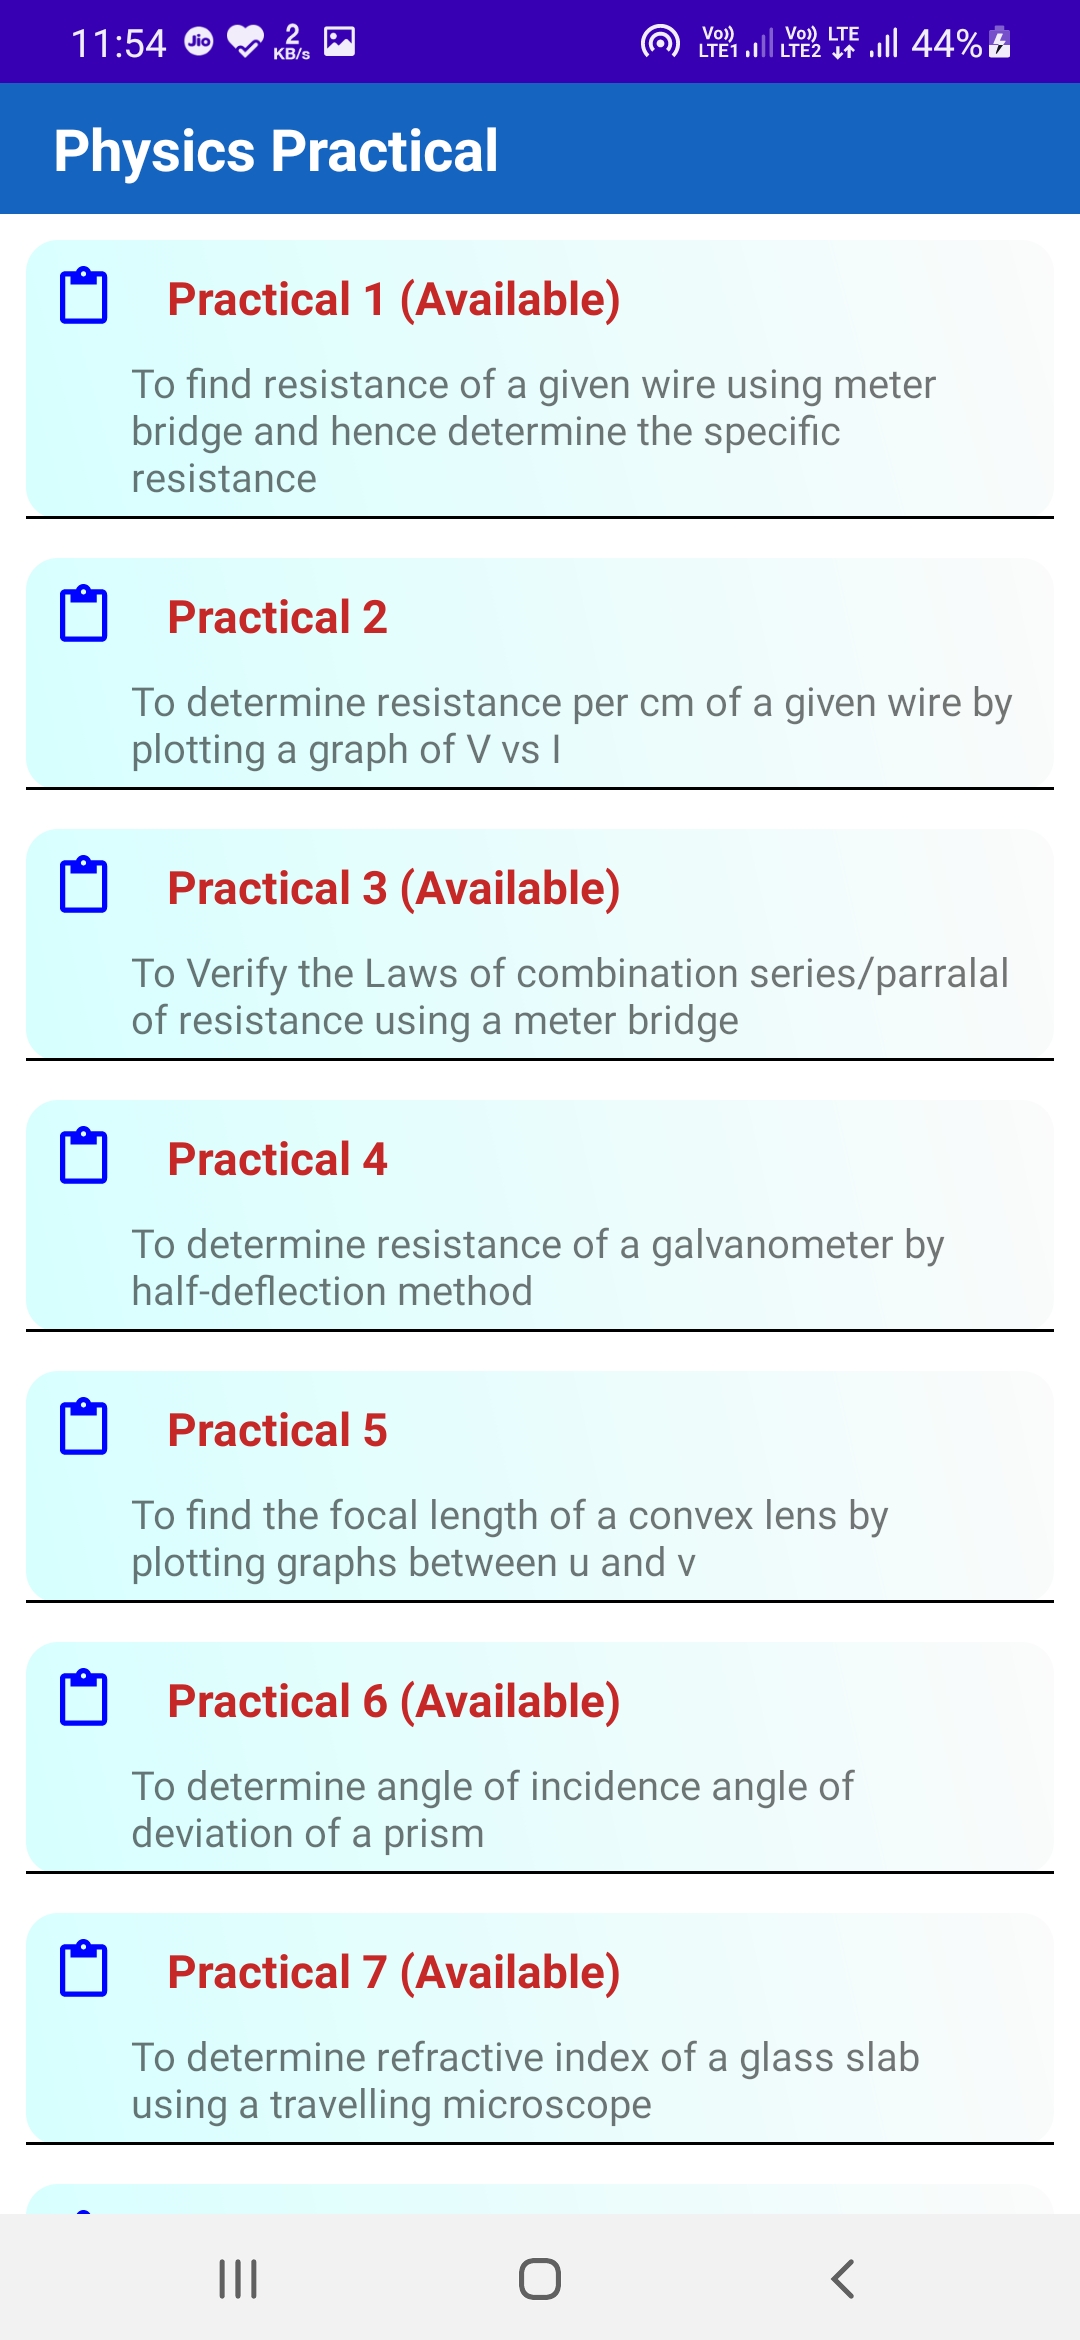 11:54 Jio 2 KB/s Vo)) LTE1 Vo)) LTE2 LTE 44%
Physics Practical
Practical 1 (Available)
To find resistance of a given wire using meter
bridge and hence determine the specific
resistance
Practical 2
To determine resistance per cm of a given wire by
plotting a graph of V vs I
Practical 3 (Available)
To Verify the Laws of combination series/parralal
of resistance using a meter bridge
Practical 4
To determine resistance of a galvanometer by
half-deflection method
Practical 5
To find the focal length of a convex lens by
plotting graphs between u and v
Practical 6 (Available)
To determine angle of incidence angle of
deviation of a prism
Practical 7 (Available)
To determine refractive index of a glass slab
using a travelling microscope